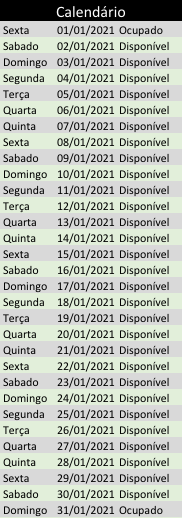 Calendário
Sexta 01/01/2021 Ocupado
Sabado 02/01/2021 Disponível
Domingo 03/01/2021 Disponível
Segunda 04/01/2021 Disponível
Terça 05/01/2021 Disponível
Quarta 06/01/2021 Disponível
Quinta 07/01/2021 Disponível
Sexta 08/01/2021 Disponível
Sabado 09/01/2021 Disponível
Domingo 10/01/2021 Disponível
Segunda 11/01/2021 Disponível
Terça 12/01/2021 Disponível
Quarta 13/01/2021 Disponível
Quinta 14/01/2021 Disponível
Sexta 15/01/2021 Disponível
Sabado 16/01/2021 Disponível
Domingo 17/01/2021 Disponível
Segunda 18/01/2021 Disponível
Terça 19/01/2021 Disponível
Quarta 20/01/2021 Disponível
Quinta 21/01/2021 Disponível
Sexta 22/01/2021 Disponível
Sabado 23/01/2021 Disponível
Domingo 24/01/2021 Disponível
Segunda 25/01/2021 Disponível
Terça 26/01/2021 Disponível
Quarta 27/01/2021 Disponível
Quinta 28/01/2021 Disponível
Sexta 29/01/2021 Disponível
Sabado 30/01/2021 Disponível
Domingo 31/01/2021 Ocupado